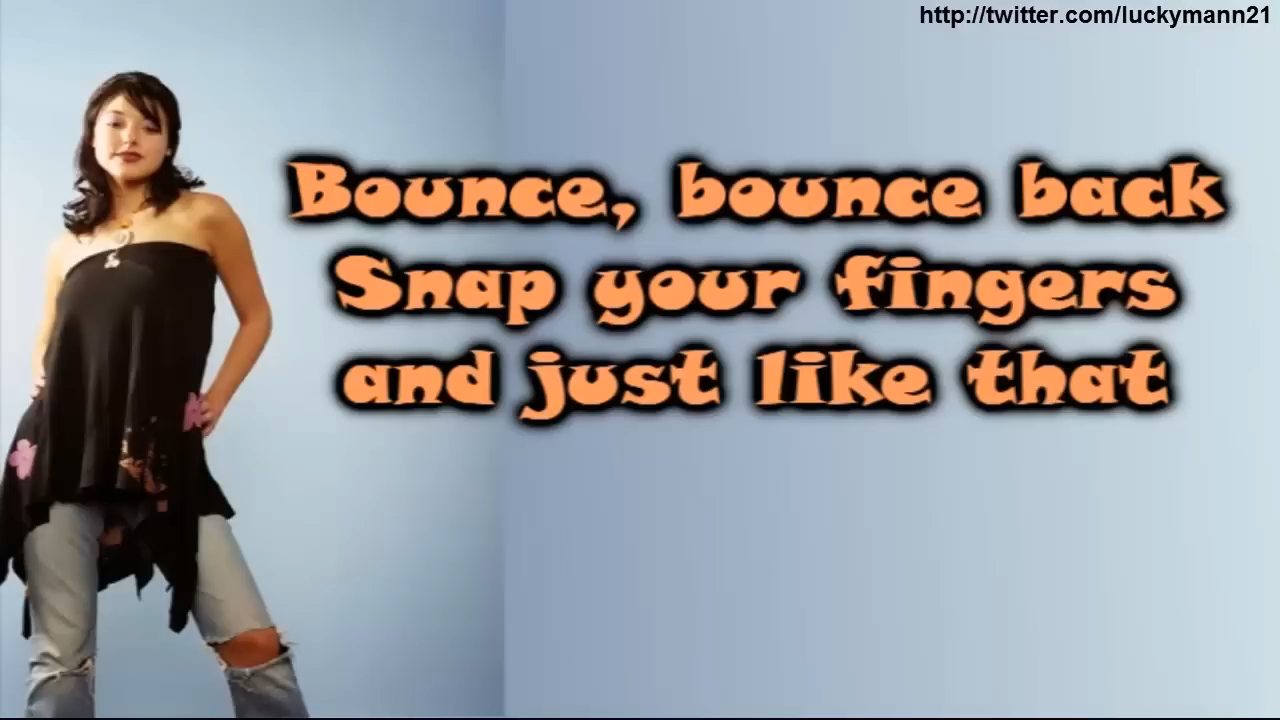 http://twitter.com/luckymann21
Bounce, bounce back
Snap your fingers
and just like that